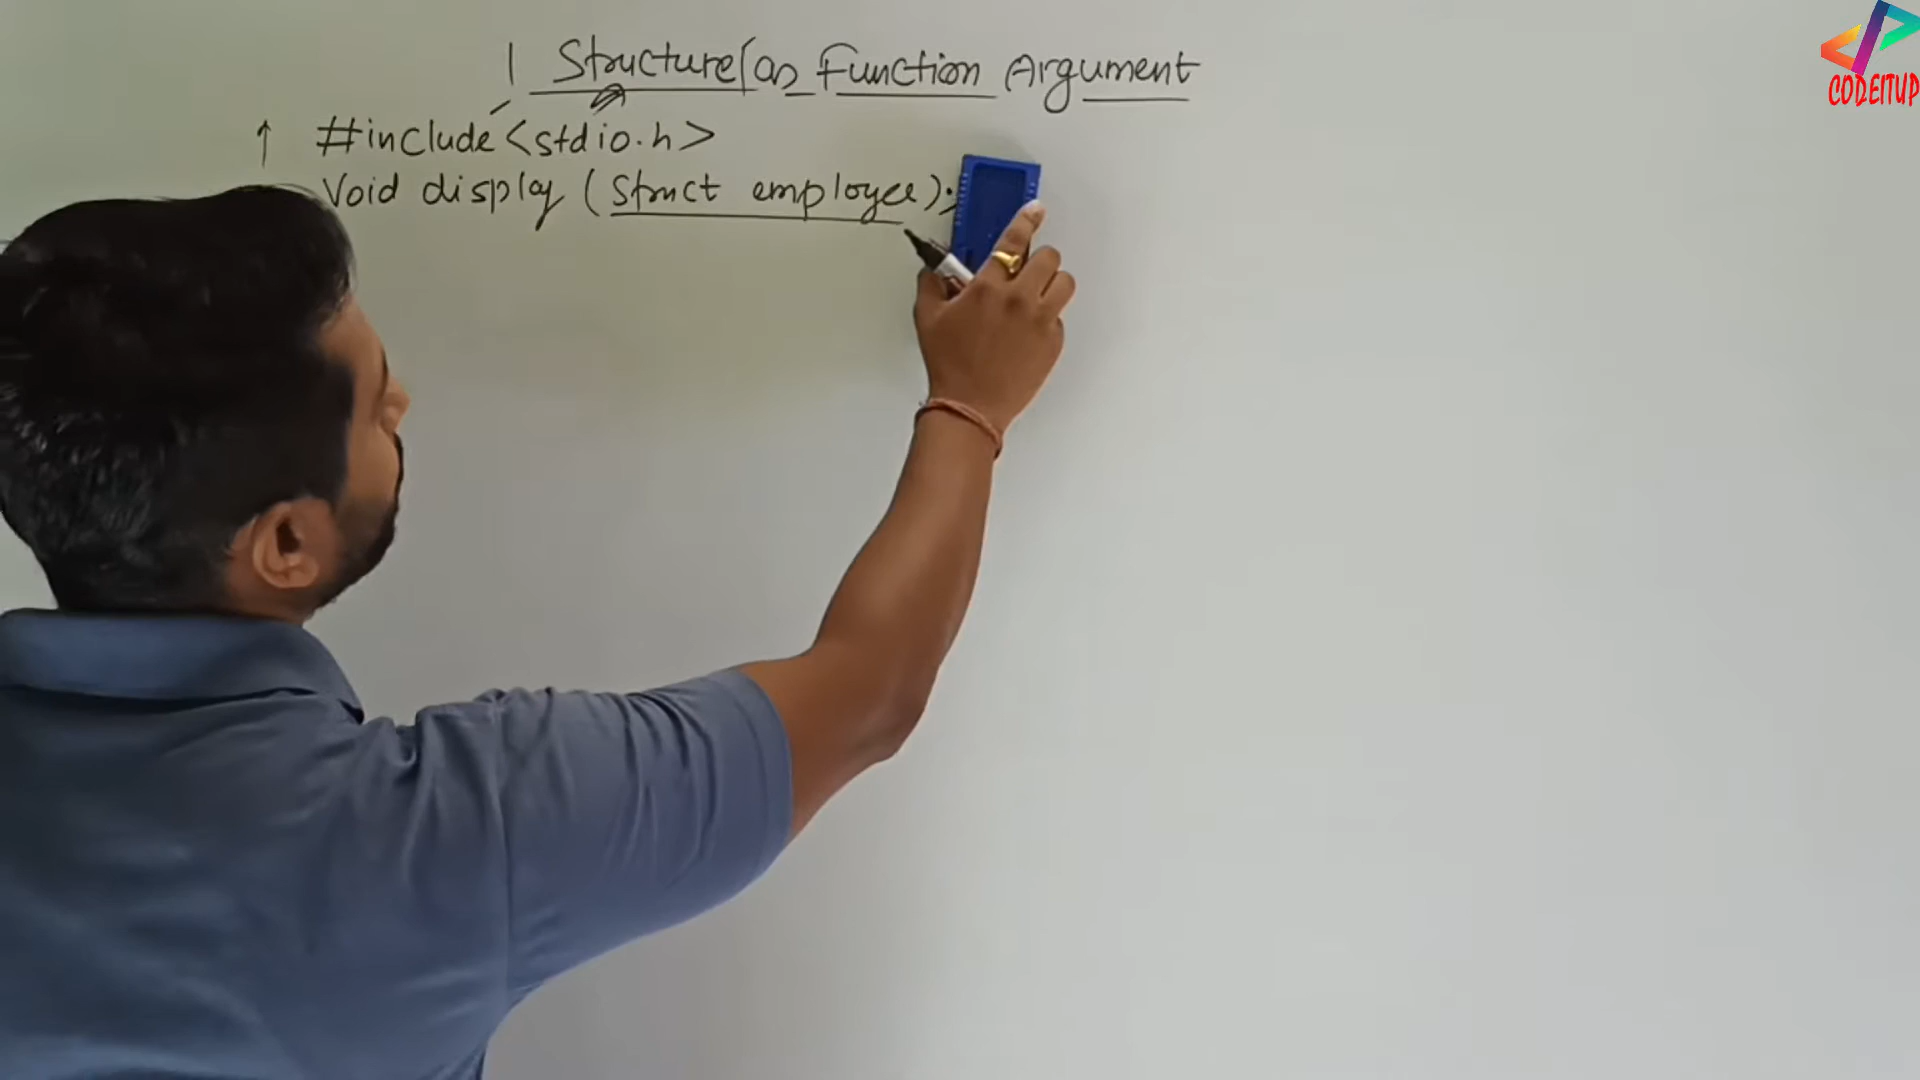 Structure as Function Argument
#include <stdio.h>
Void display (Struct employee);
CODEITUP